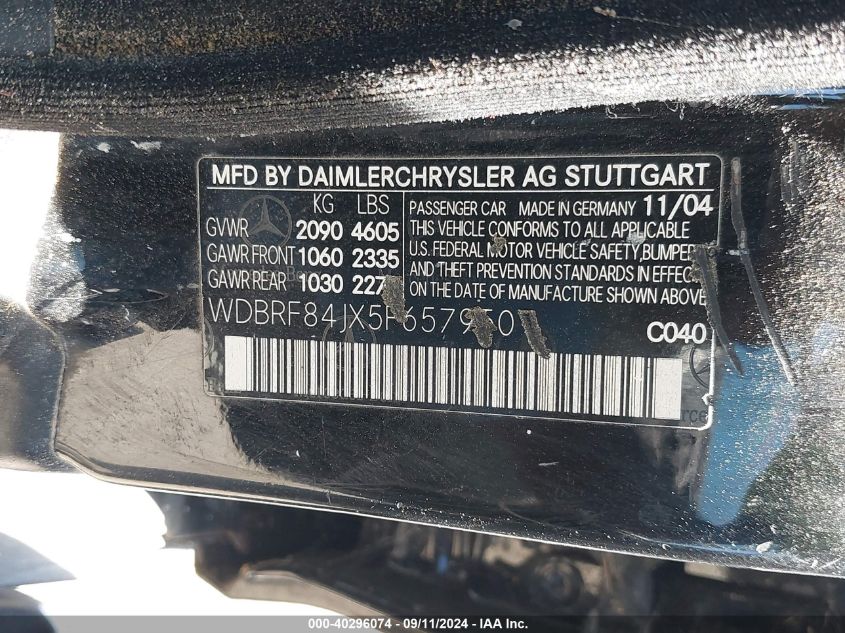 MFD BY DAIMLERCHRYSLER AG STUTTGART
KG LBS
GVWR 2090 4605
GAWR FRONT 1060 2335
GAWR REAR 1030
PASSENGER CAR MADE IN GERMANY 11/04
THIS VEHICLE CONFORMS TO ALL APPLICABLE
U.S. FEDERAL MOTOR VEHICLE SAFETY, BUMPER
AND THEFT PREVENTION STANDARDS IN EFFECT
ON THE DATE OF MANUFACTURE SHOWN ABOVE.
WDBRF84JX5F657950
C040
000-40296074 - 09/11/2024 - IAA Inc.